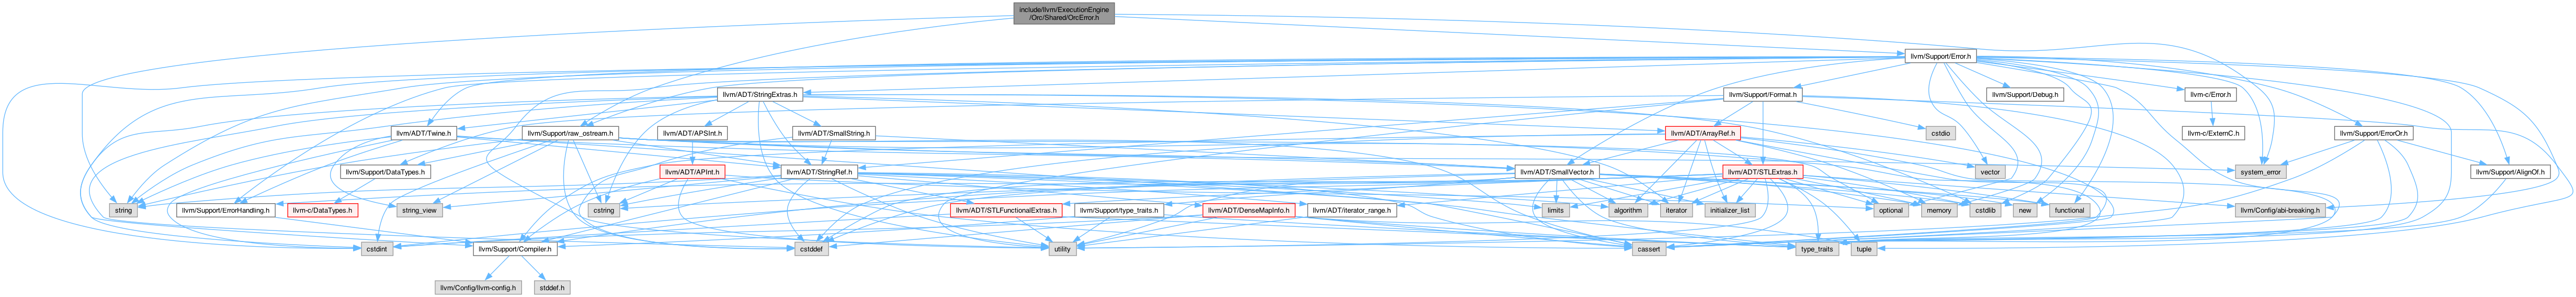 include/llvm/ExecutionEngine
/Orc/Shared/OrcError.h
llvm/Support/Error.h
llvm/ADT/StringExtras.h
llvm/Support/Format.h
llvm/Support/Debug.h
llvm-c/Error.h
llvm/ADT/Twine.h
llvm/Support/raw_ostream.h
llvm/ADT/APSInt.h
llvm/ADT/SmallString.h
llvm/ADT/ArrayRef.h
cstdio
llvm-c/ExternC.h
llvm/Support/ErrorOr.h
llvm/Support/DataTypes.h
llvm/ADT/APInt.h
llvm/ADT/StringRef.h
llvm/ADT/SmallVector.h
llvm/ADT/STLExtras.h
vector
system_error
llvm/Support/AlignOf.h
string
llvm/Support/ErrorHandling.h
llvm-c/DataTypes.h
string_view
cstring
llvm/ADT/STLFunctionalExtras.h
llvm/Support/type_traits.h
llvm/ADT/DenseMapInfo.h
llvm/ADT/iterator_range.h
limits
algorithm
iterator
initializer_list
optional
memory
cstdlib
new
functional
llvm/Config/abi-breaking.h
cstdint
llvm/Support/Compiler.h
cstddef
utility
cassert
type_traits
tuple
llvm/Config/llvm-config.h
stddef.h